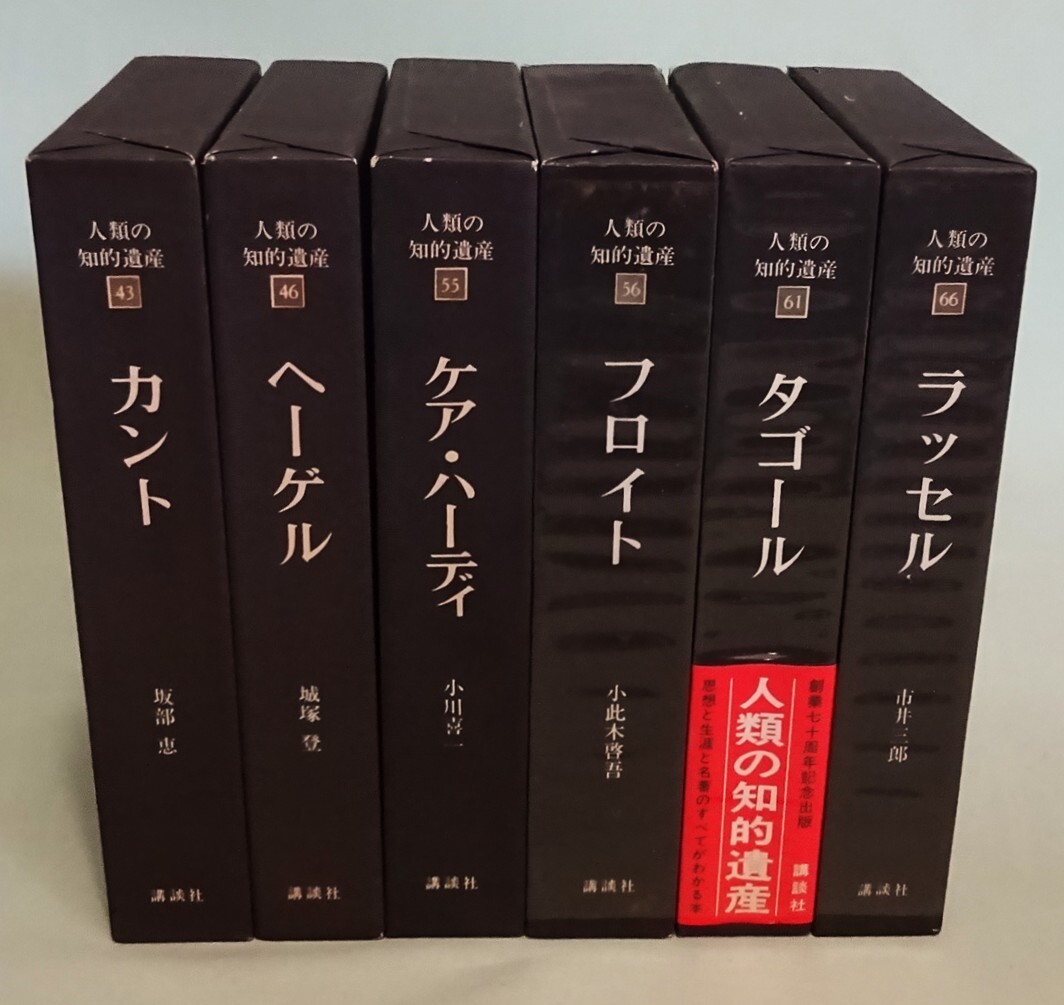 人類の
知的遺産
43
カント
坂部 恵
講談社
人類の
知的遺産
46
ヘーゲル
城塚 登
講談社
人類の
知的遺産
55
ケア・ハーディ
小川喜一
講談社
人類の
知的遺産
56
フロイト
小此木啓吾
講談社
人類の
知的遺産
61
タゴール
創業七十周年記念出版 講談社
人類の知的遺産
思想と生涯と名著のすべてがわかる本
人類の
知的遺産
66
ラッセル
市井三郎
講談社